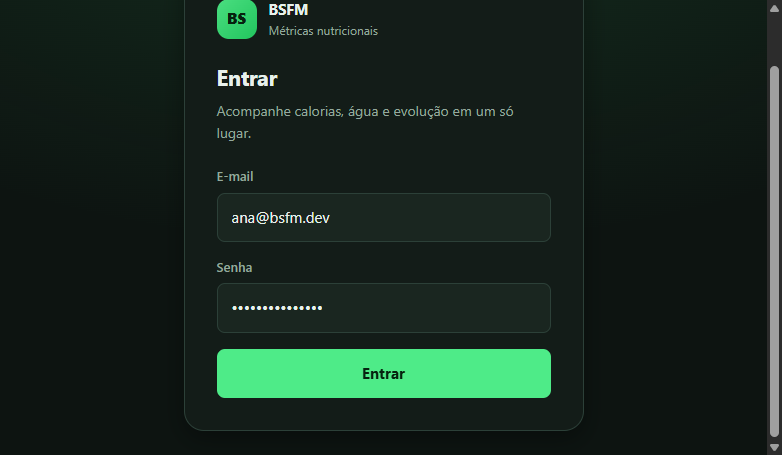 BS
BSFM
Métricas nutricionais
Entrar
Acompanhe calorias, água e evolução em um só
lugar.
E-mail
ana@bsfm.dev
Senha
•••••••••••••••
Entrar